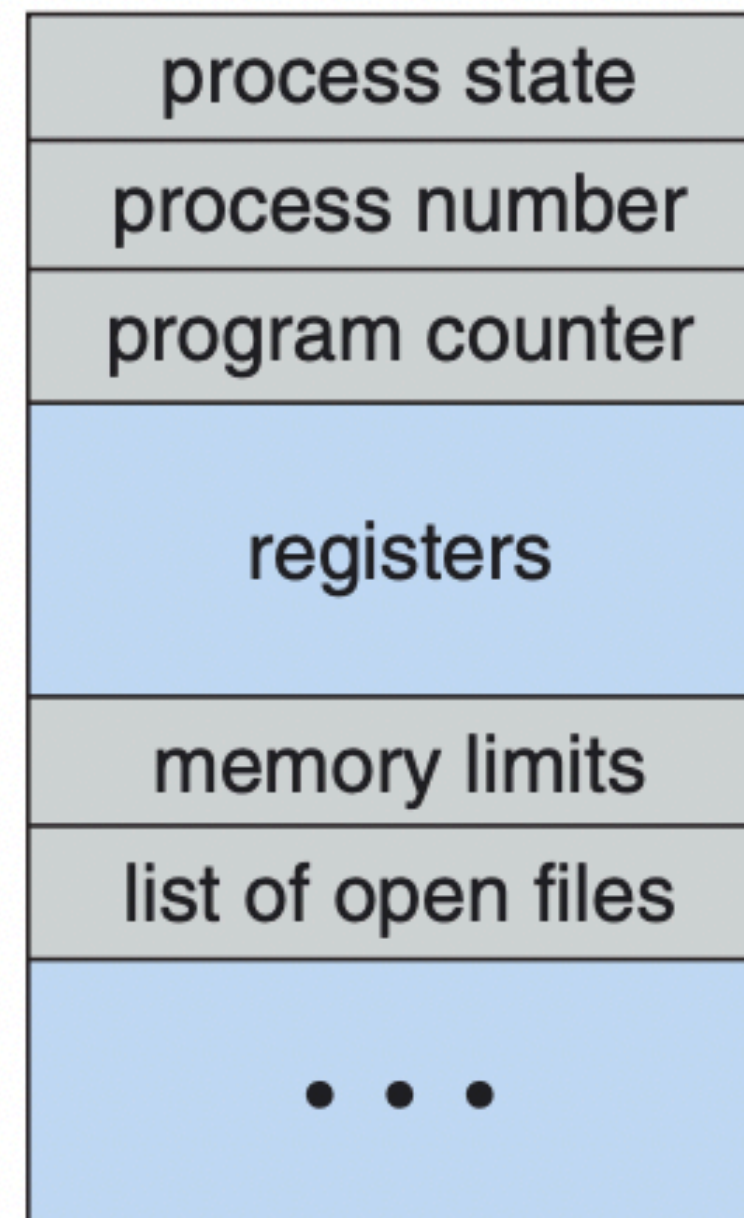 process state
process number
program counter
registers
memory limits
list of open files
• • •